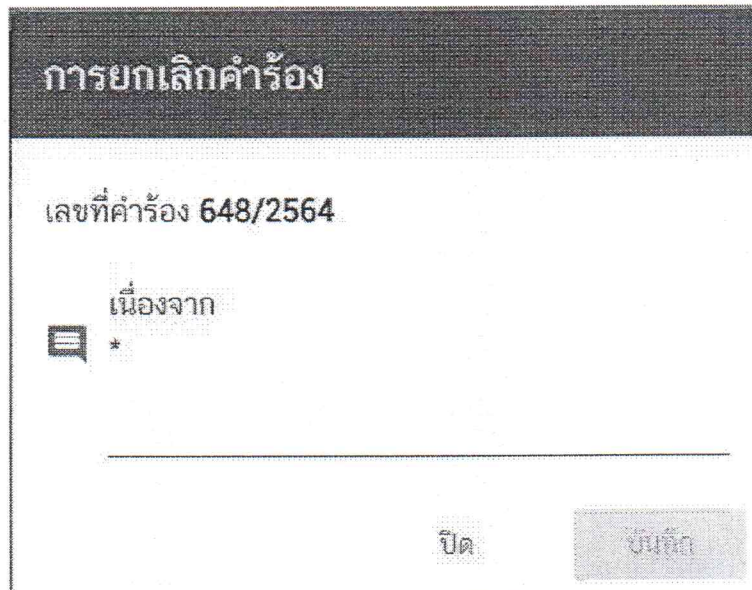 การยกเลิกคำร้อง
เลขที่คำร้อง 648/2564
เนื่องจาก
*
ปิด
บันทึก